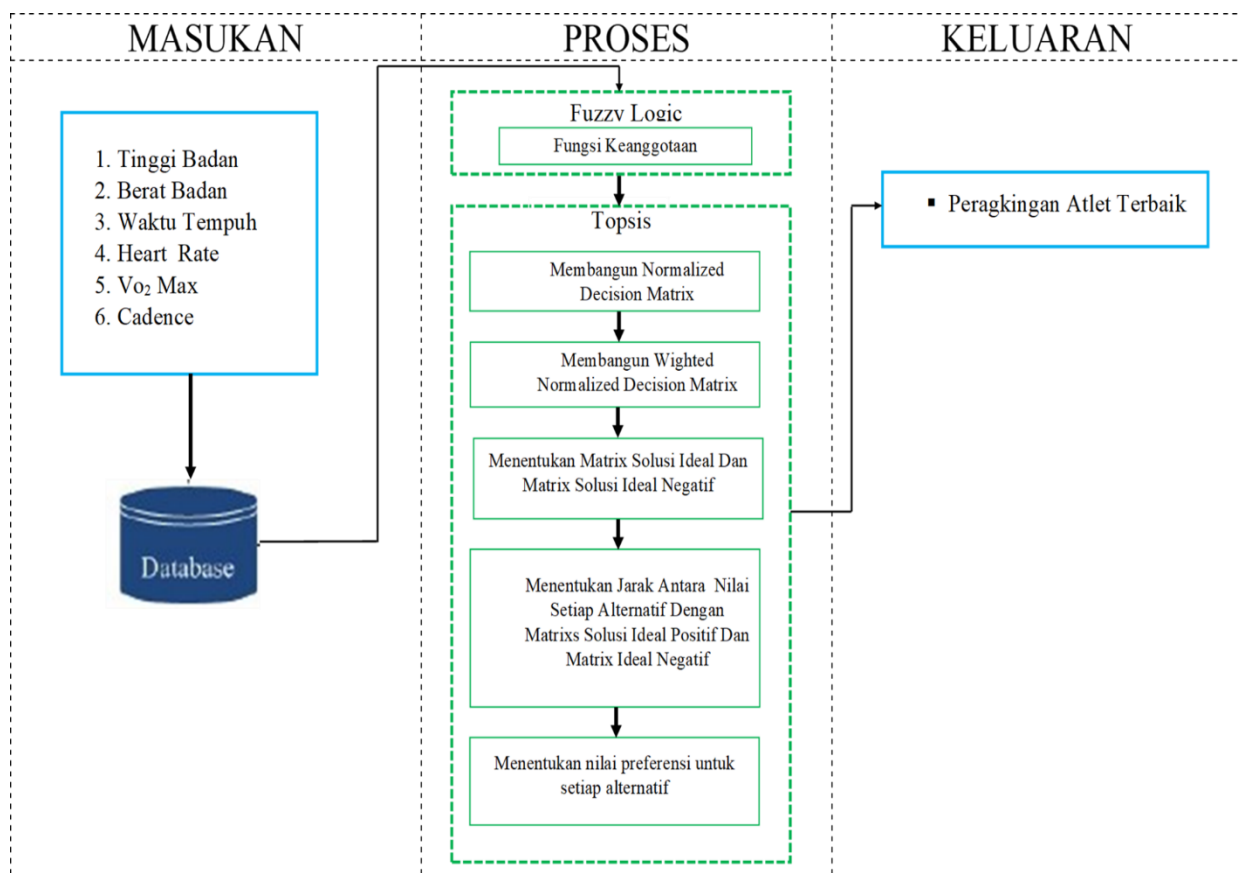 MASUKAN
PROSES
KELUARAN
1. Tinggi Badan
2. Berat Badan
3. Waktu Tempuh
4. Heart Rate
5. Vo₂ Max
6. Cadence
Database
Fuzzy Logic
Fungsi Keanggotaan
Topsis
Membangun Normalized
Decision Matrix
Membangun Wighted
Normalized Decision Matrix
Menentukan Matrix Solusi Ideal Dan
Matrix Solusi Ideal Negatif
Menentukan Jarak Antara Nilai
Setiap Alternatif Dengan
Matrixs Solusi Ideal Positif Dan
Matrix Ideal Negatif
Menentukan nilai preferensi untuk
setiap alternatif
▪ Peragkingan Atlet Terbaik